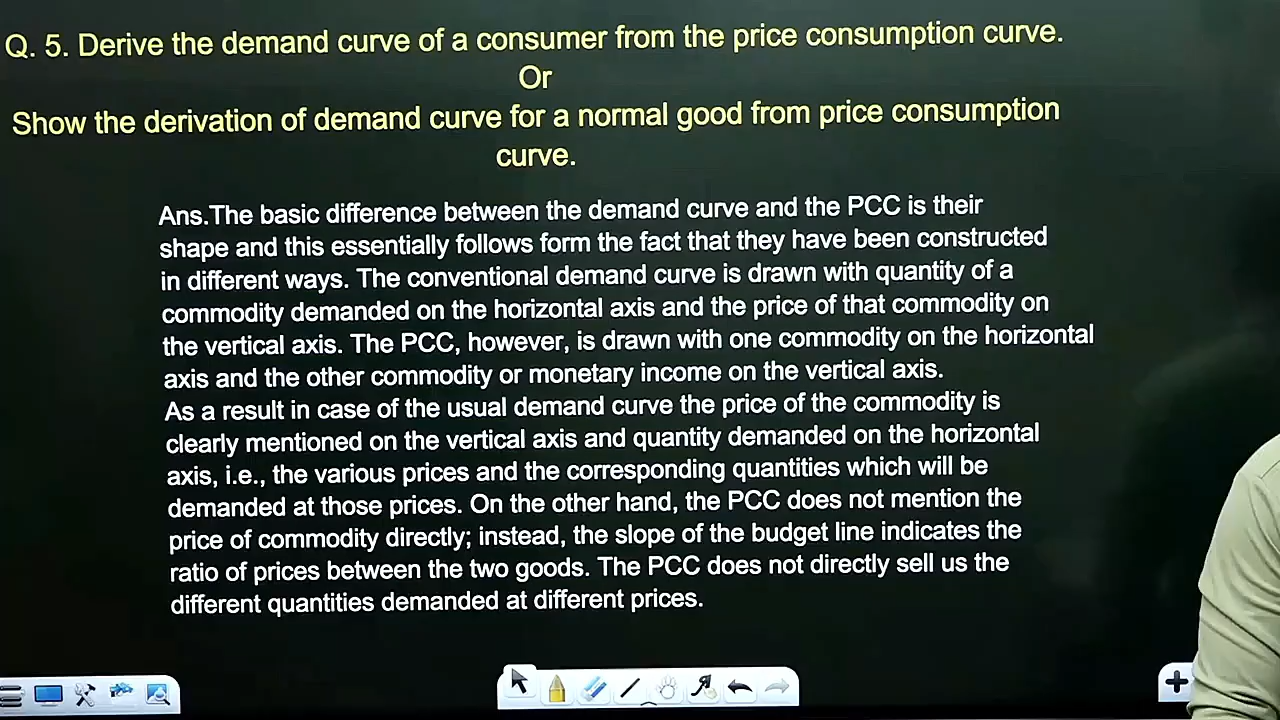 Q. 5. Derive the demand curve of a consumer from the price consumption curve.
Or
Show the derivation of demand curve for a normal good from price consumption
curve.
Ans.The basic difference between the demand curve and the PCC is their
shape and this essentially follows form the fact that they have been constructed
in different ways. The conventional demand curve is drawn with quantity of a
commodity demanded on the horizontal axis and the price of that commodity on
the vertical axis. The PCC, however, is drawn with one commodity on the horizontal
axis and the other commodity or monetary income on the vertical axis.
As a result in case of the usual demand curve the price of the commodity is
clearly mentioned on the vertical axis and quantity demanded on the horizontal
axis, i.e., the various prices and the corresponding quantities which will be
demanded at those prices. On the other hand, the PCC does not mention the
price of commodity directly; instead, the slope of the budget line indicates the
ratio of prices between the two goods. The PCC does not directly sell us the
different quantities demanded at different prices.